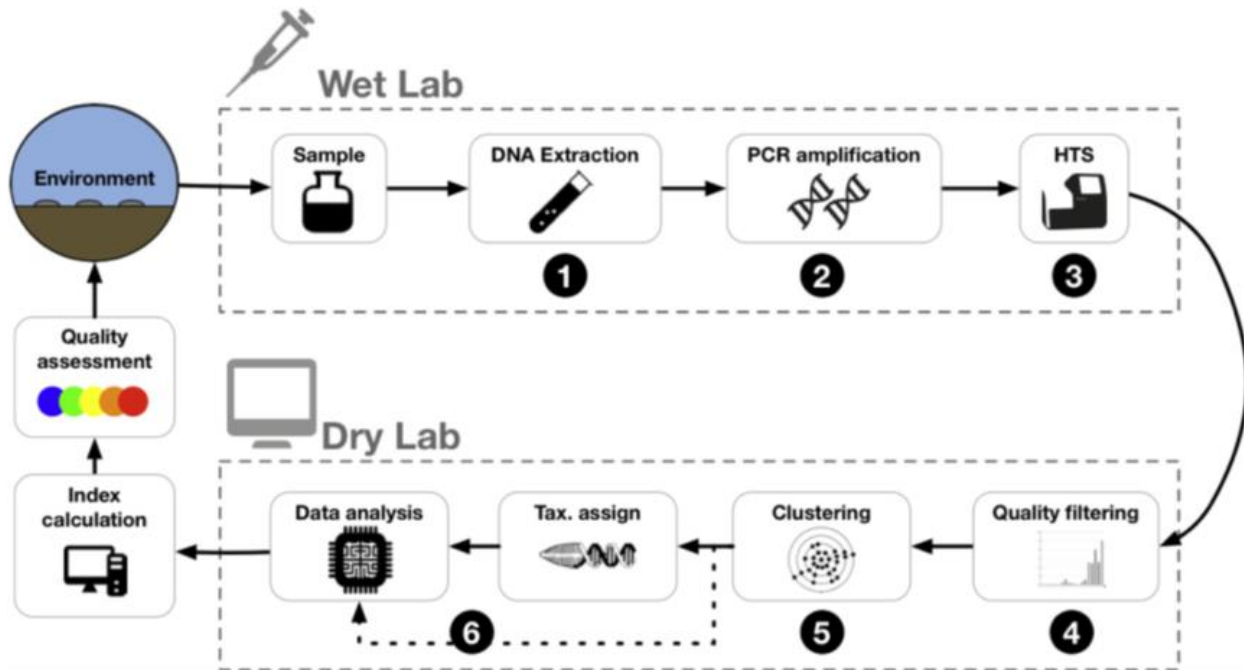 Wet Lab
Environment
Sample
DNA Extraction
PCR amplification
HTS
1
2
3
Quality
assessment
Dry Lab
Index
calculation
Data analysis
Tax. assign
Clustering
Quality filtering
6
5
4